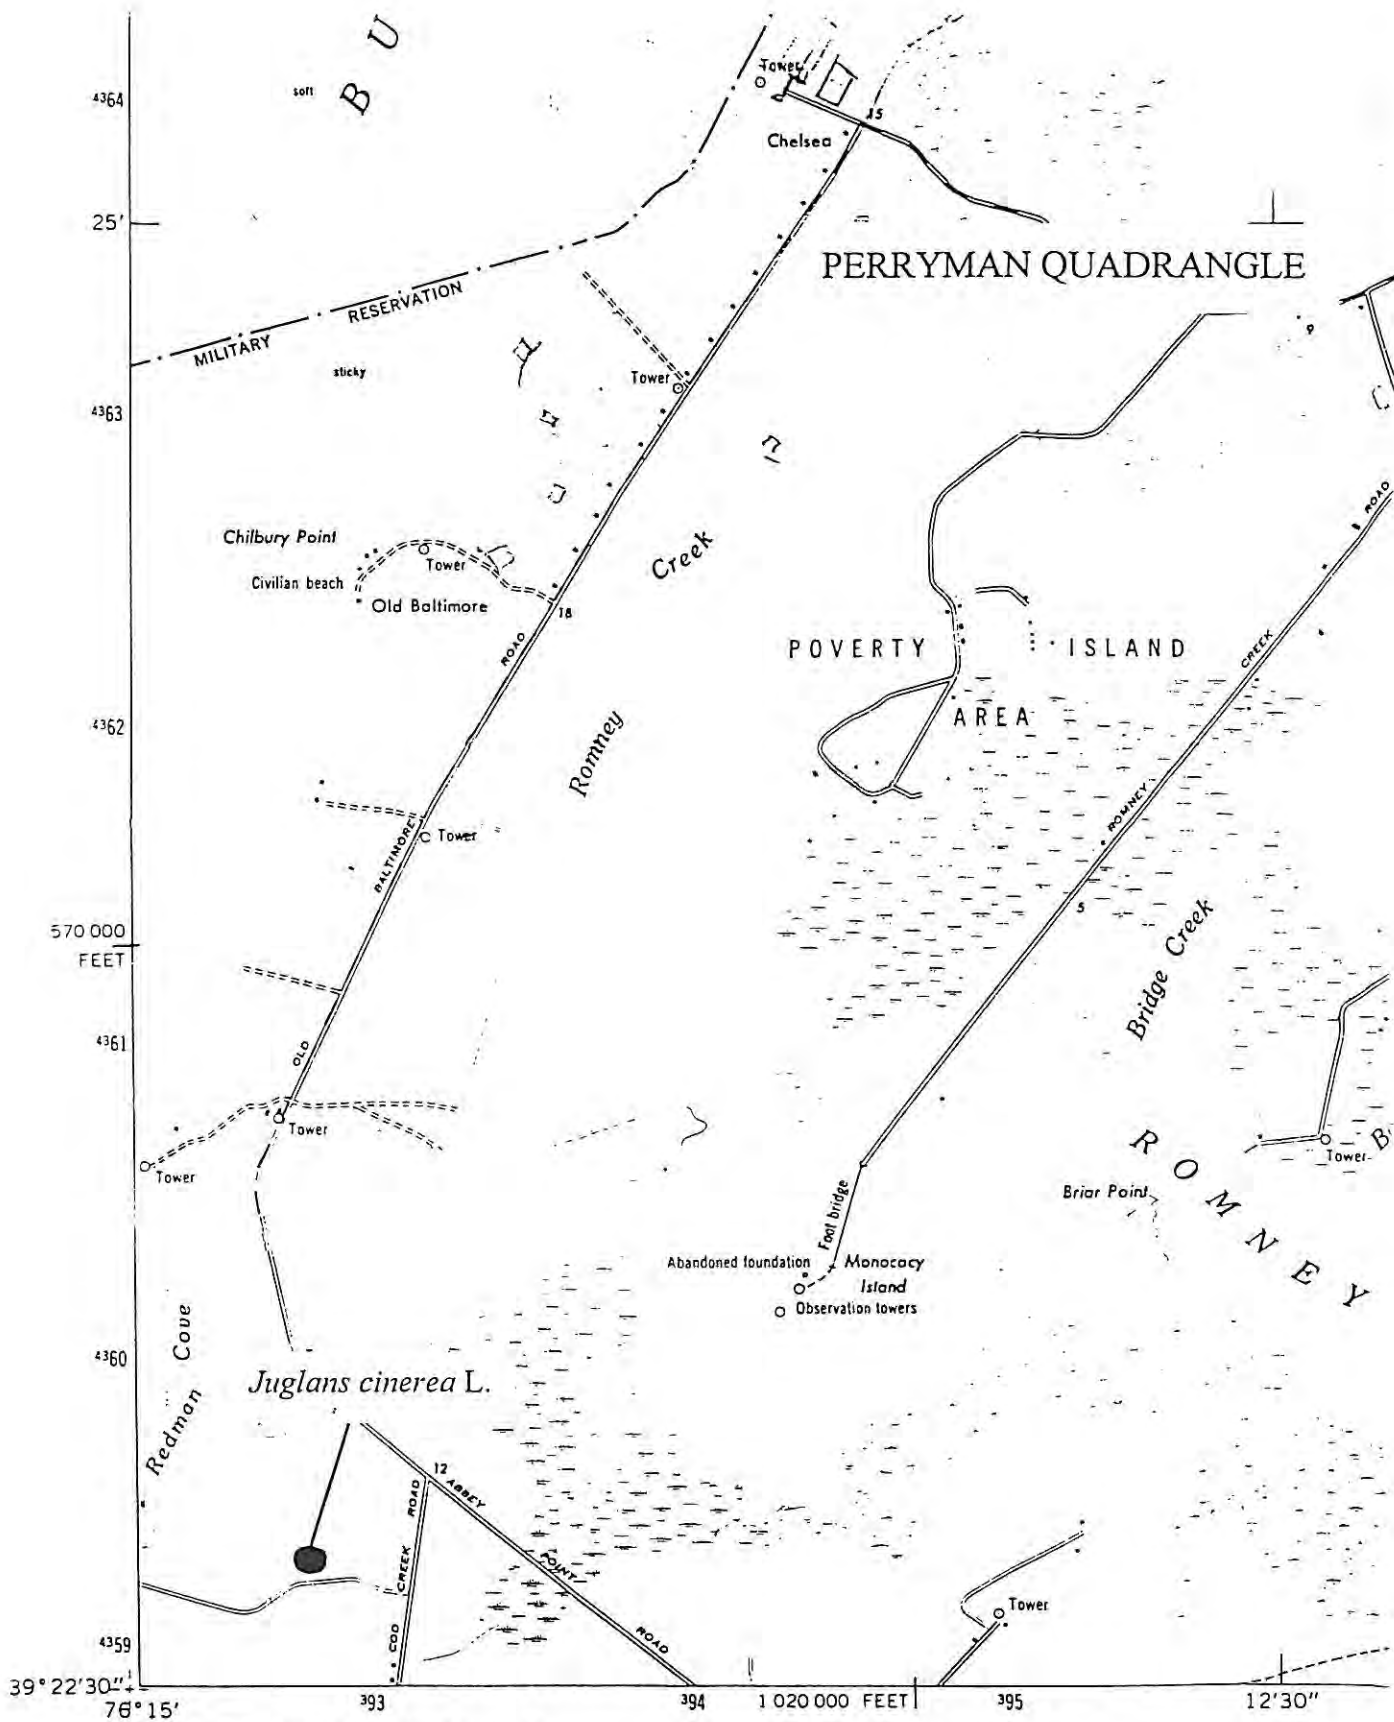 B U
soft
4364
Tower
15
Chelsea
25'
PERRYMAN QUADRANGLE
MILITARY RESERVATION
sticky
Tower
9
4363
C
Chilbury Point
Civilian beach
Tower
Old Baltimore
18
Creek
ROAD
ROAD
POVERTY ISLAND
AREA
CREEK
4362
Romney
BALTIMORE
Tower
ROMNEY
5
570 000
FEET
Bridge Creek
4361
OLD
Tower
Tower
R O M N E Y
Tower
B
Briar Point
Foot bridge
Abandoned foundation
Monocacy
Island
Observation towers
Redman Cove
4360
Juglans cinerea L.
12
ABBEY
POINT
ROAD
COD
CREEK
ROAD
Tower
4359
39° 22'30"
76° 15'
393
394
1 020 000 FEET
395
12'30"